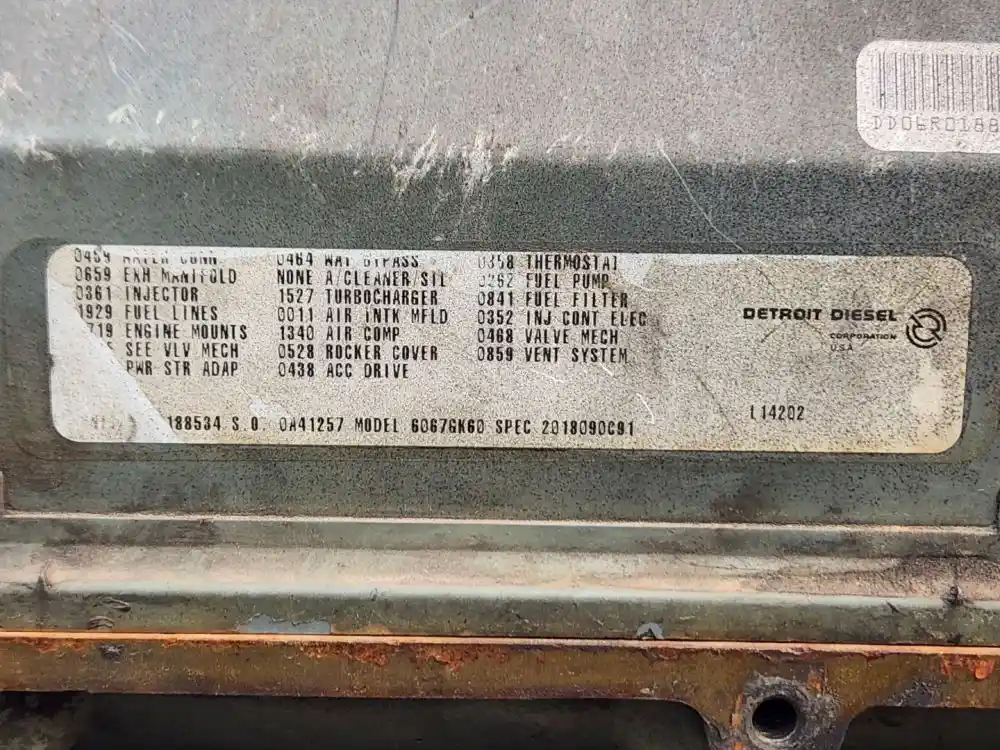 DD06R0188
0464 WAT BYPASS 0358 THERMOSTAT
0659 EXH MANIFOLD NONE A/CLEANER/SIL 0262 FUEL PUMP
0361 INJECTOR 1527 TURBOCHARGER 0841 FUEL FILTER
1929 FUEL LINES 0011 AIR INTK MFLD 0352 INJ CONT ELEC
719 ENGINE MOUNTS 1340 AIR COMP 0468 VALVE MECH
SEE VLV MECH 0528 ROCKER COVER 0859 VENT SYSTEM
PWR STR ADAP 0438 ACC DRIVE
DETROIT DIESEL
CORPORATION
USA
L14202
188534 S.O. 0A41257 MODEL 6067GK60 SPEC 2018090C91